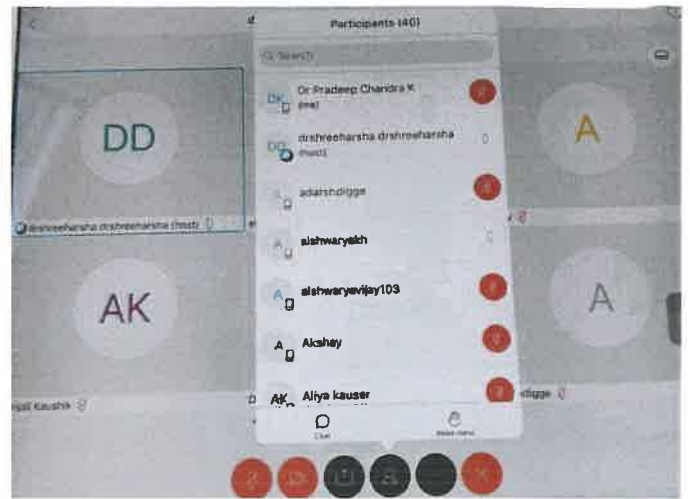 Participants (40)
Search
DK Dr Pradeep Chandra K
(me)
DD drshreeharsha drshreeharsha
(host)
A adarshdigge
A aishwaryakh
A aishwaryavijay103
A Akshay
AK Aliya kauser
Chat
Raise hand
DD
drshreeharsha drshreeharsha (host)
A
AK
Kausha
A
digge